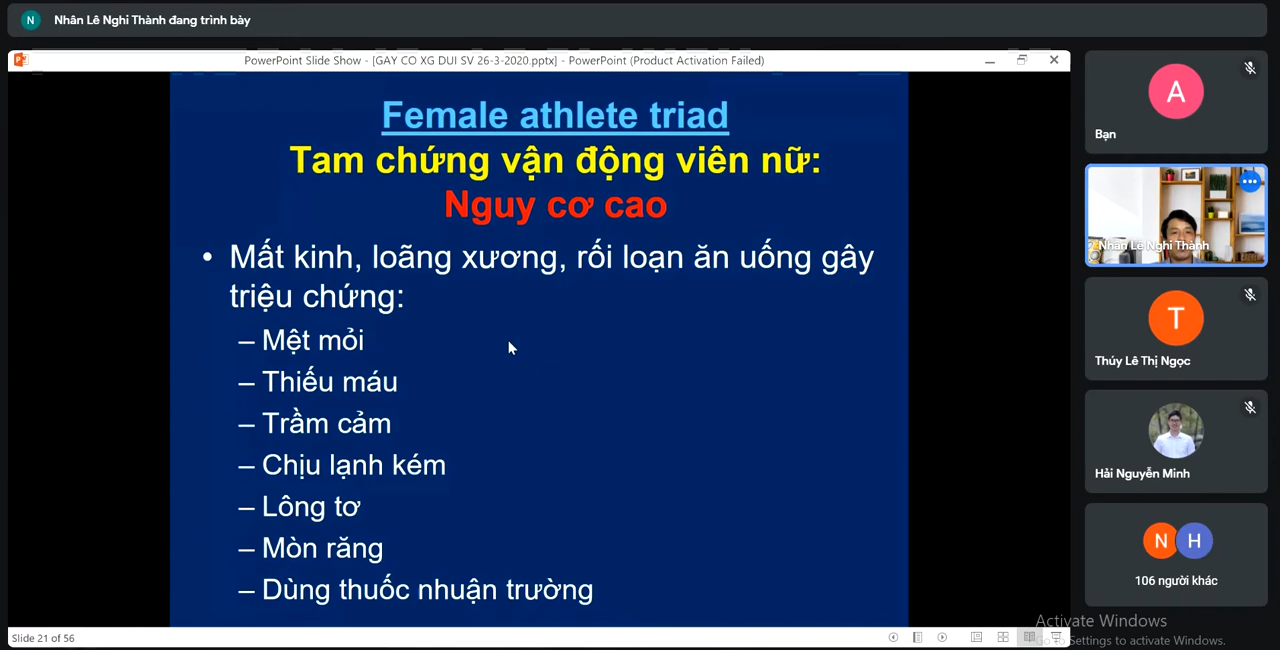 N
Nhân Lê Nghi Thành đang trình bày
PowerPoint Slide Show - [GAY CO XG DUI SV 26-3-2020.pptx] - PowerPoint (Product Activation Failed)
Female athlete triad
Tam chứng vận động viên nữ:
Nguy cơ cao
• Mất kinh, loãng xương, rối loạn ăn uống gây
triệu chứng:
– Mệt mỏi
– Thiếu máu
– Trầm cảm
– Chịu lạnh kém
– Lông tơ
– Mòn răng
– Dùng thuốc nhuận trường
Slide 21 of 56
A
Bạn
Nhân Lê Nghi Thành
T
Thúy Lê Thị Ngọc
Hải Nguyễn Minh
N H
106 người khác
Activate Windows
Go to Settings to activate Windows.